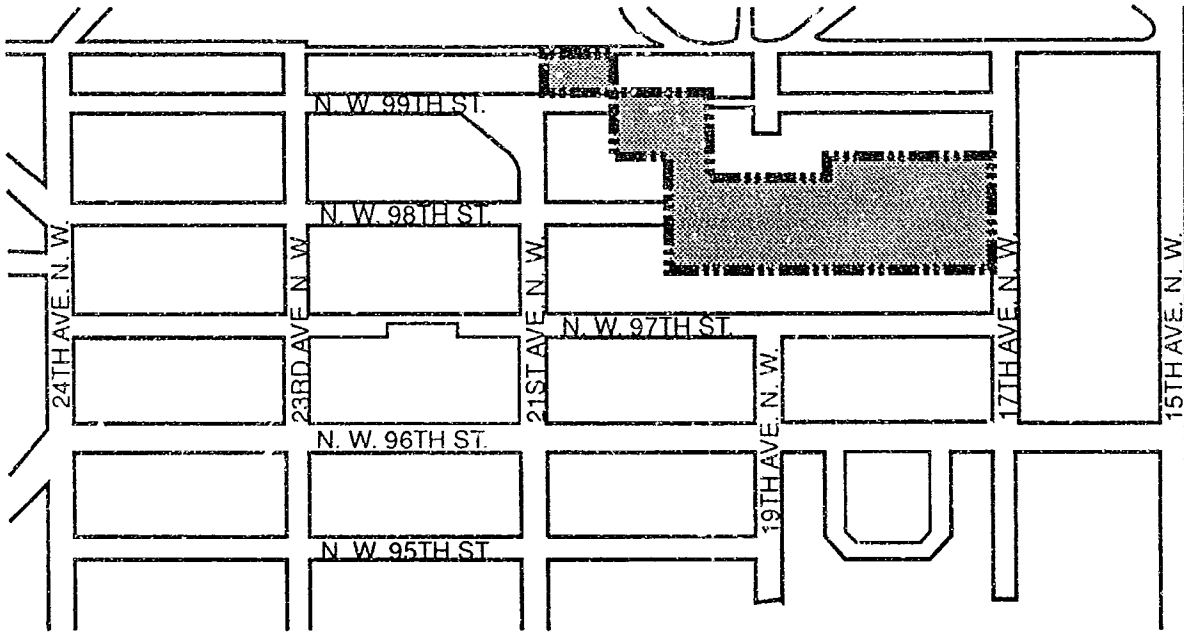 N. W. 99TH ST.
N. W. 98TH ST.
24TH AVE. N. W.
23RD AVE N W.
21ST AVE. N. W.
17TH AVE. N. W.
15TH AVE. N. W.
N. W. 97TH ST.
19TH AVE. N. W.
N. W. 96TH ST.
N. W. 95TH ST